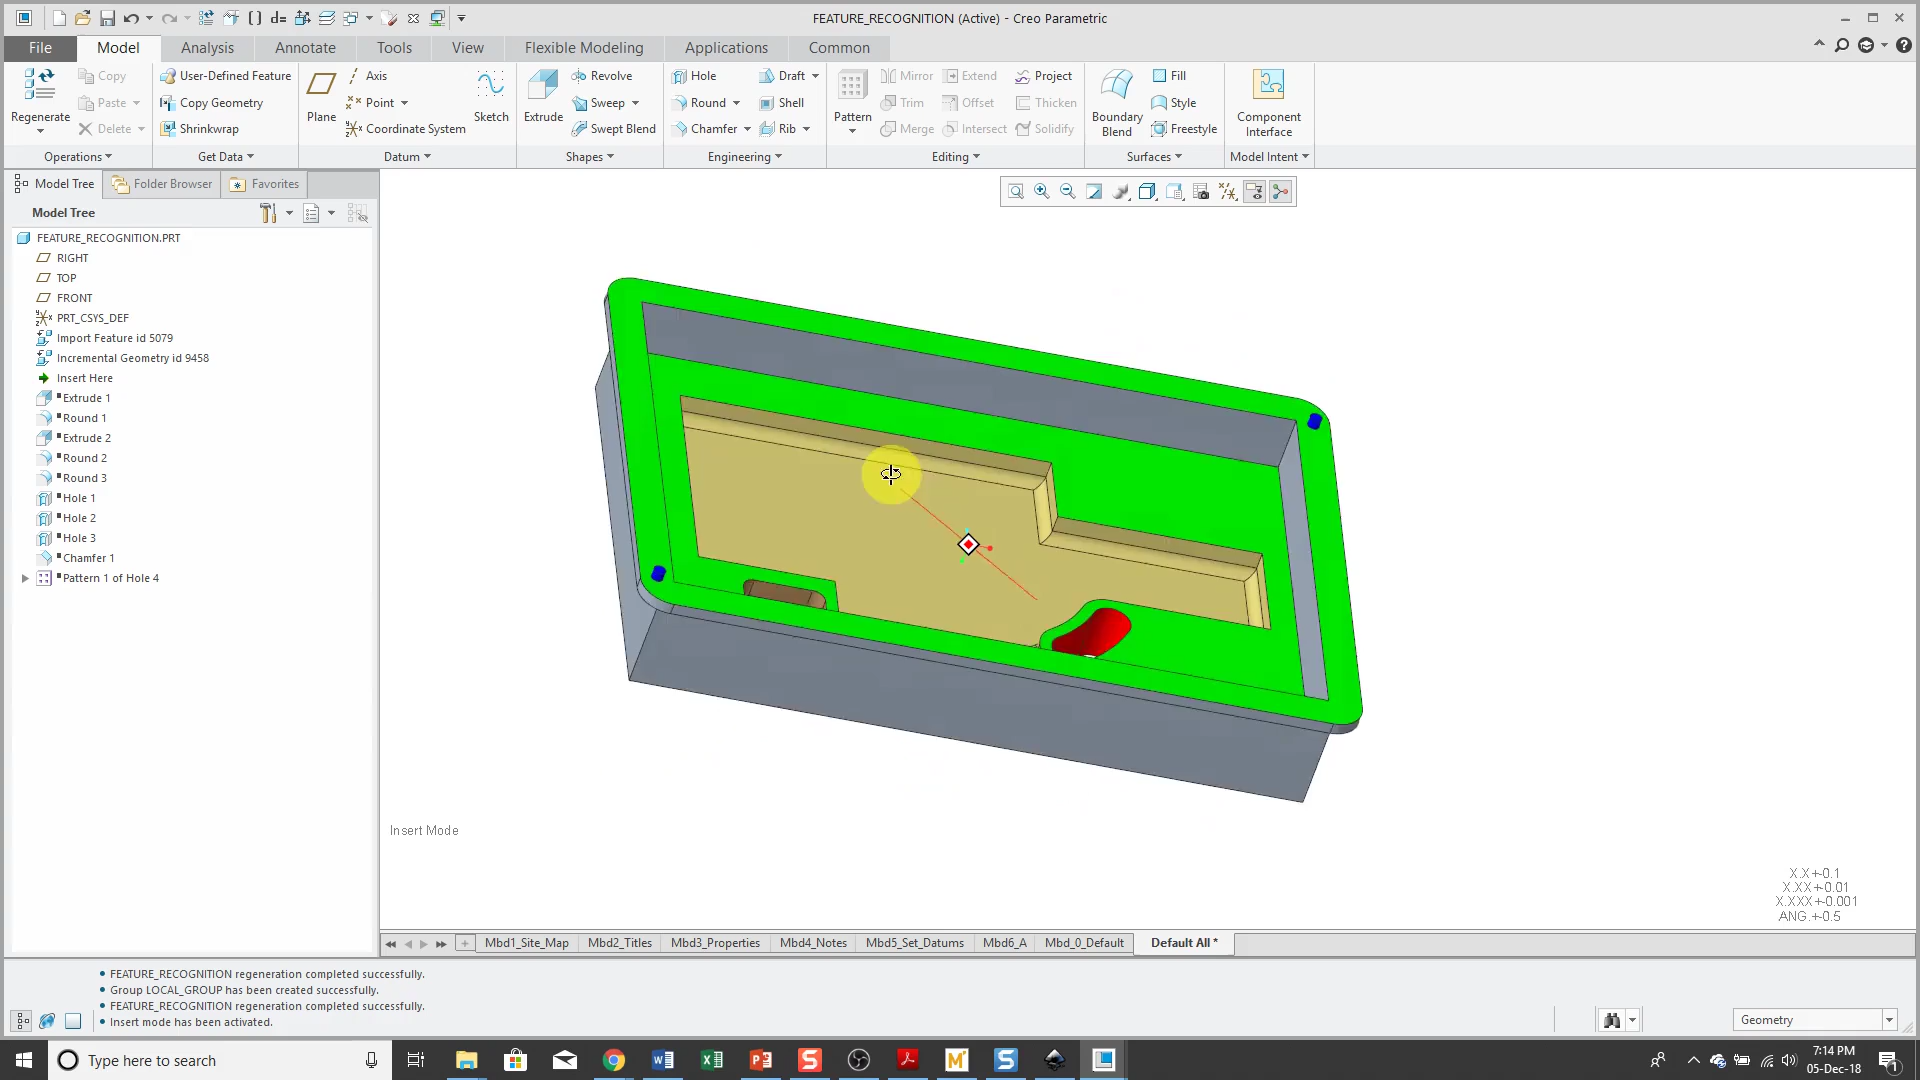 FEATURE_RECOGNITION (Active) - Creo Parametric
File Model Analysis Annotate Tools View Flexible Modeling Applications Common
Copy User-Defined Feature Axis Revolve Hole Draft Mirror Extend Project Fill
Paste Copy Geometry Point Sweep Round Shell Trim Offset Thicken Style
Regenerate Plane Sketch Extrude Pattern Boundary Blend Component Interface
Delete Shrinkwrap Coordinate System Swept Blend Chamfer Rib Merge Intersect Solidify Freestyle
Operations Get Data Datum Shapes Engineering Editing Surfaces Model Intent
Model Tree Folder Browser Favorites
Model Tree
FEATURE_RECOGNITION.PRT
RIGHT
TOP
FRONT
PRT_CSYS_DEF
Import Feature id 5079
Incremental Geometry id 9458
Insert Here
Extrude 1
Round 1
Extrude 2
Round 2
Round 3
Hole 1
Hole 2
Hole 3
Chamfer 1
Pattern 1 of Hole 4
Insert Mode
X.X+-0.1
X.XX+-0.01
X.XXX+-0.001
ANG.+-0.5
Mbd1_Site_Map Mbd2_Titles Mbd3_Properties Mbd4_Notes Mbd5_Set_Datums Mbd6_A Mbd_0_Default Default All *
• FEATURE_RECOGNITION regeneration completed successfully.
• Group LOCAL_GROUP has been created successfully.
• FEATURE_RECOGNITION regeneration completed successfully.
• Insert mode has been activated.
Geometry
Type here to search
7:14 PM
05-Dec-18